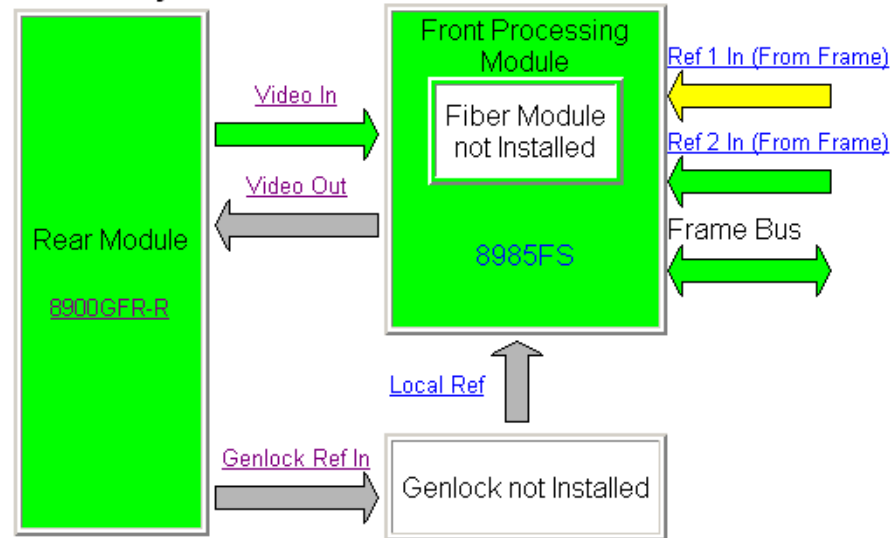 Front Processing
Module
Ref 1 In (From Frame)
Video In
Fiber Module
not Installed
Ref 2 In (From Frame)
Video Out
Frame Bus
Rear Module
8985FS
8900GFR-R
Local Ref
Genlock Ref In
Genlock not Installed